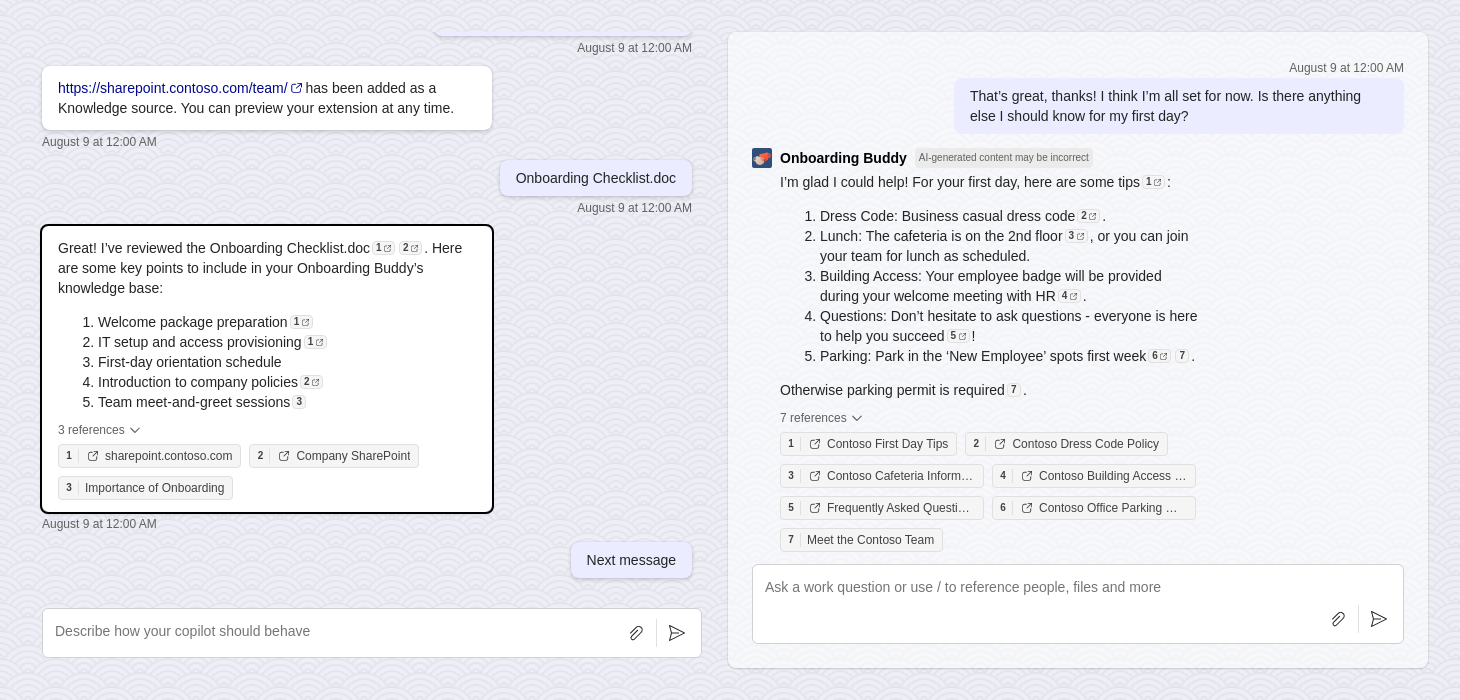 August 9 at 12:00 AM
https://sharepoint.contoso.com/team/ has been added as a
Knowledge source. You can preview your extension at any time.
August 9 at 12:00 AM
Onboarding Checklist.doc
August 9 at 12:00 AM
Great! I’ve reviewed the Onboarding Checklist.doc 1 2 . Here
are some key points to include in your Onboarding Buddy’s
knowledge base:
1. Welcome package preparation 1
2. IT setup and access provisioning 1
3. First-day orientation schedule
4. Introduction to company policies 2
5. Team meet-and-greet sessions 3
3 references
1 sharepoint.contoso.com 2 Company SharePoint
3 Importance of Onboarding
August 9 at 12:00 AM
Next message
Describe how your copilot should behave
August 9 at 12:00 AM
That’s great, thanks! I think I’m all set for now. Is there anything
else I should know for my first day?
Onboarding Buddy AI-generated content may be incorrect
I’m glad I could help! For your first day, here are some tips 1 :
1. Dress Code: Business casual dress code 2 .
2. Lunch: The cafeteria is on the 2nd floor 3 , or you can join
your team for lunch as scheduled.
3. Building Access: Your employee badge will be provided
during your welcome meeting with HR 4 .
4. Questions: Don’t hesitate to ask questions - everyone is here
to help you succeed 5 !
5. Parking: Park in the ‘New Employee’ spots first week 6 7 .
Otherwise parking permit is required 7 .
7 references
1 Contoso First Day Tips 2 Contoso Dress Code Policy
3 Contoso Cafeteria Inform… 4 Contoso Building Access …
5 Frequently Asked Questi… 6 Contoso Office Parking …
7 Meet the Contoso Team
Ask a work question or use / to reference people, files and more